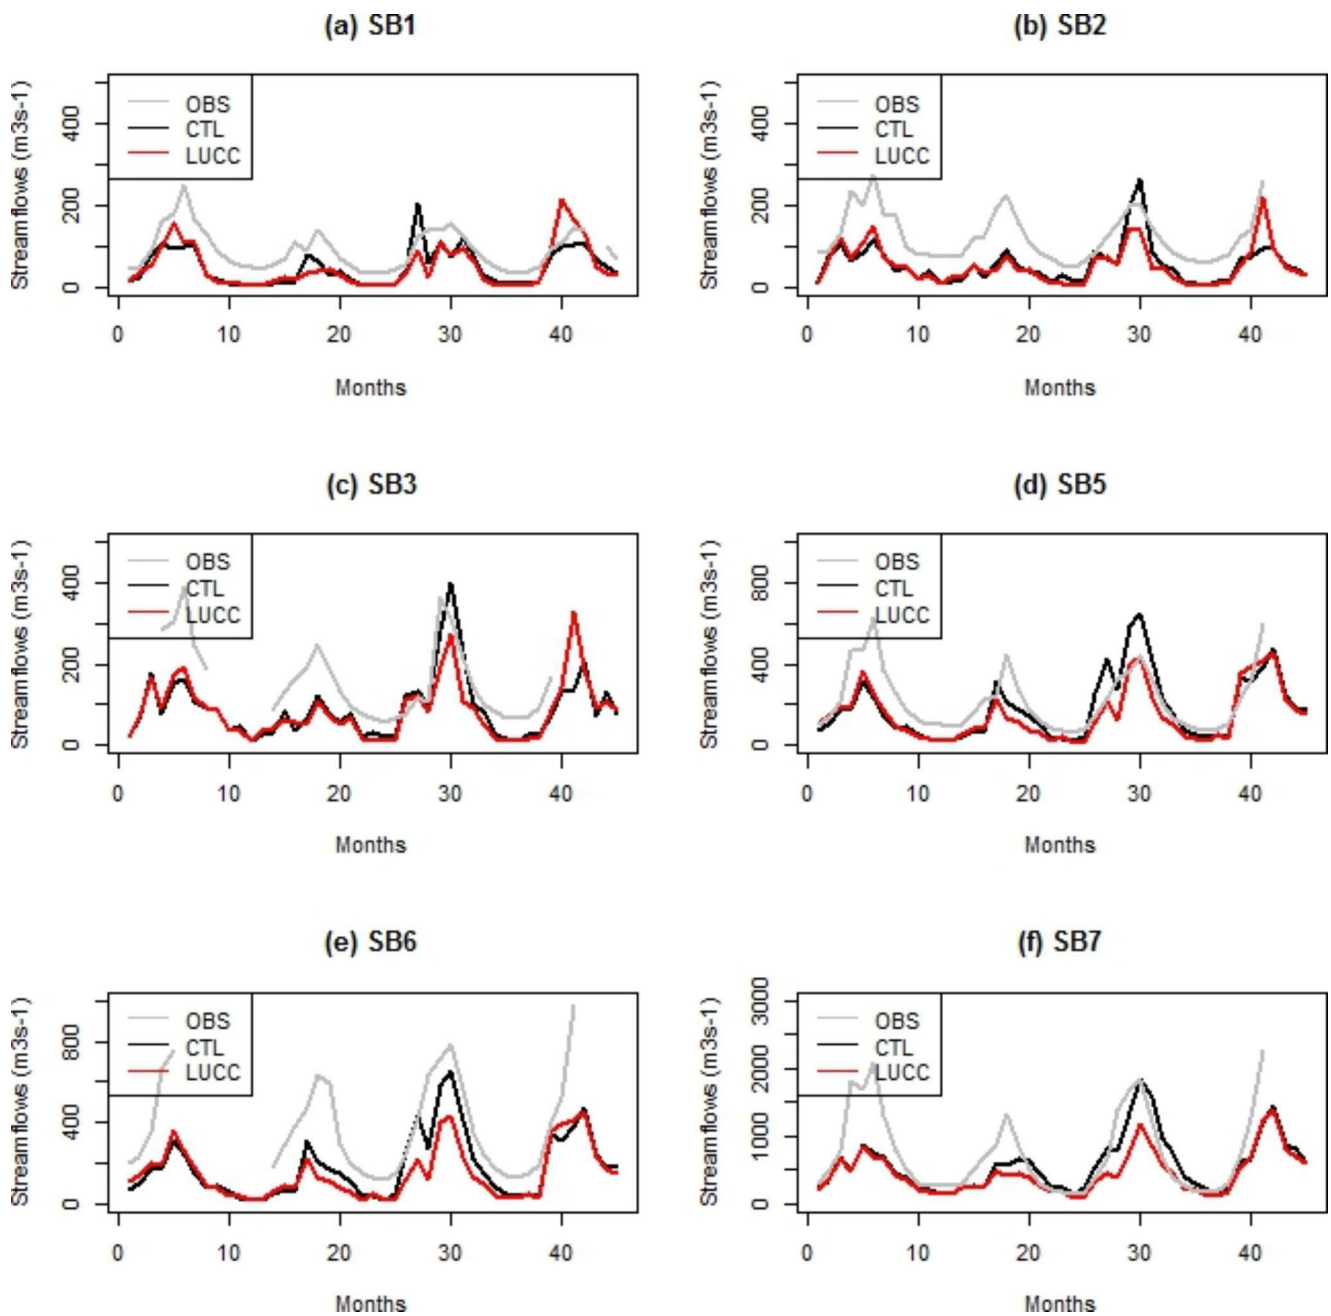 (a) SB1
Streamflows (m3s-1)
400
200
0
OBS
CTL
LUCC
0 10 20 30 40
Months
(b) SB2
Streamflows (m3s-1)
400
200
0
OBS
CTL
LUCC
0 10 20 30 40
Months
(c) SB3
Streamflows (m3s-1)
400
200
0
OBS
CTL
LUCC
0 10 20 30 40
Months
(d) SB5
Streamflows (m3s-1)
800
400
0
OBS
CTL
LUCC
0 10 20 30 40
Months
(e) SB6
Streamflows (m3s-1)
800
400
0
OBS
CTL
LUCC
0 10 20 30 40
Months
(f) SB7
Streamflows (m3s-1)
3000
2000
1000
0
OBS
CTL
LUCC
0 10 20 30 40
Months